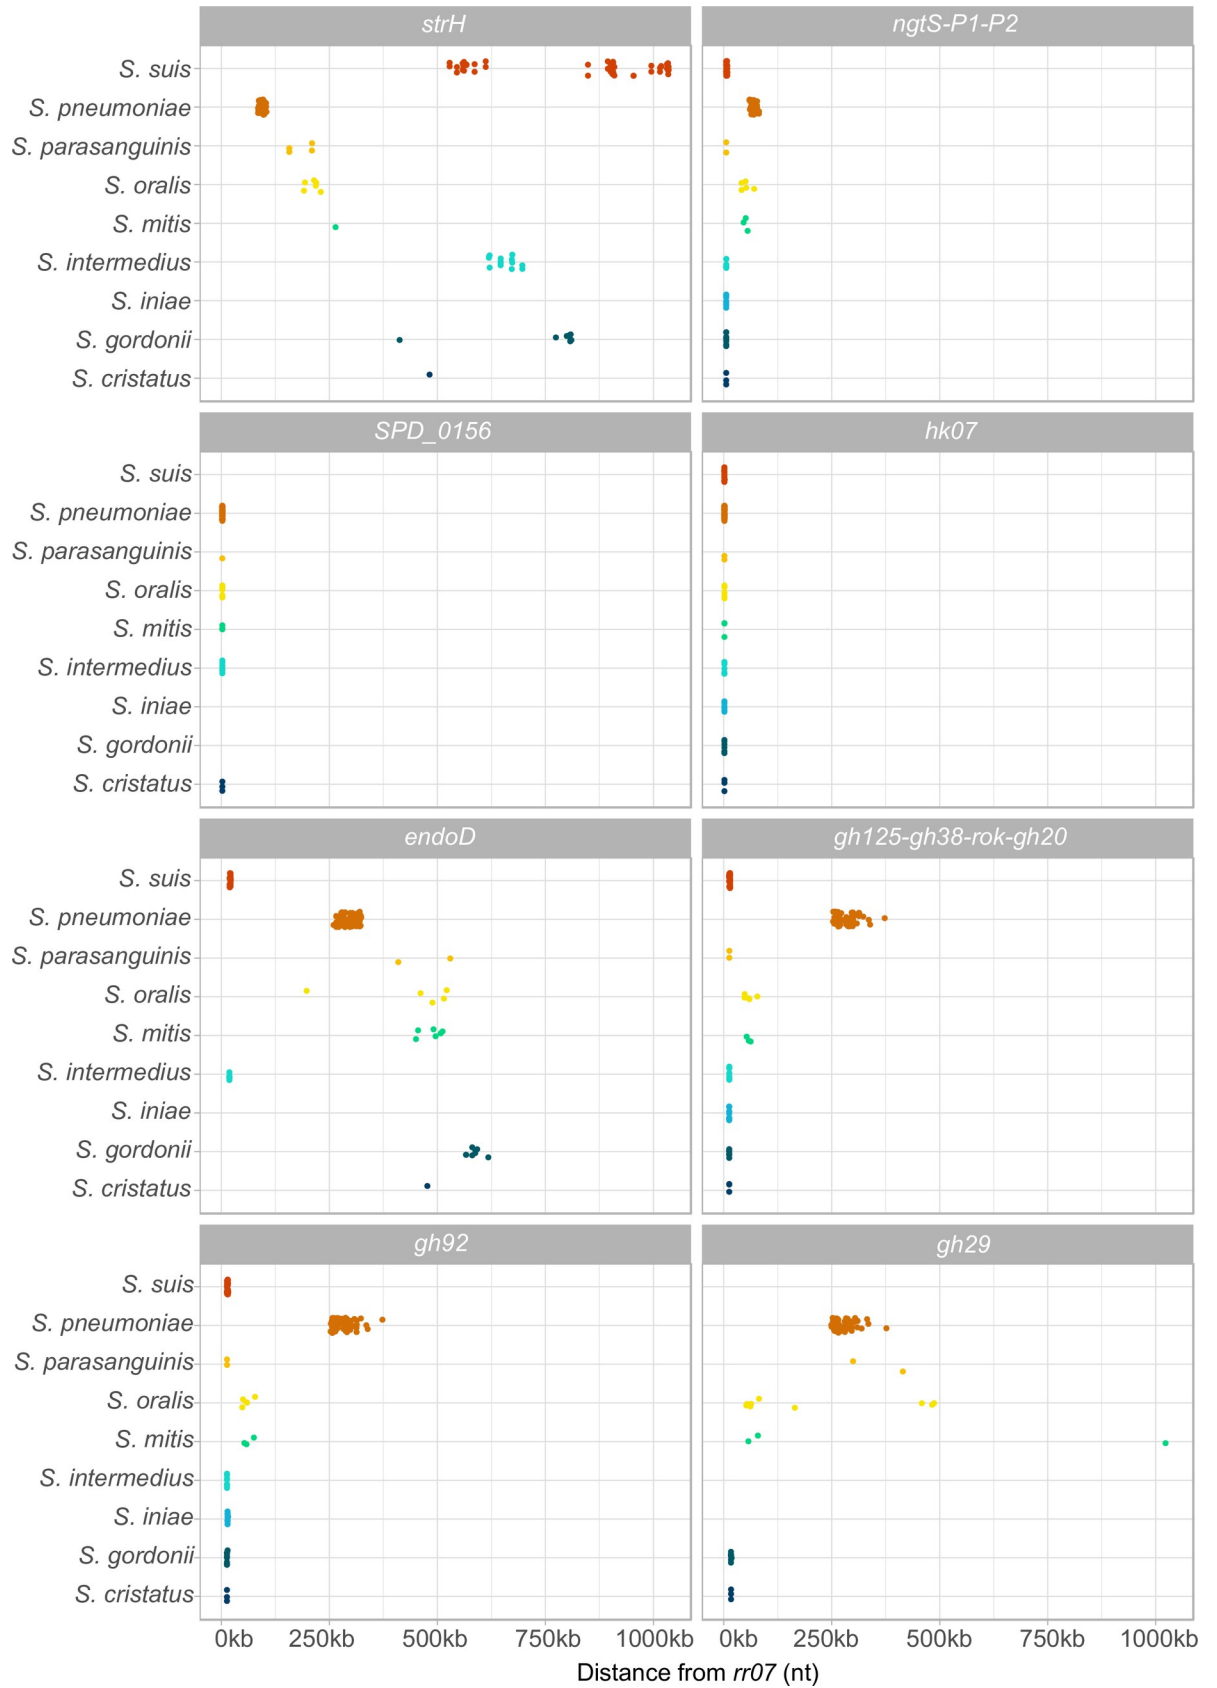 strH ngtS-P1-P2
S. suis
S. pneumoniae
S. parasanguinis
S. oralis
S. mitis
S. intermedius
S. iniae
S. gordonii
S. cristatus
SPD_0156 hk07
S. suis
S. pneumoniae
S. parasanguinis
S. oralis
S. mitis
S. intermedius
S. iniae
S. gordonii
S. cristatus
endoD gh125-gh38-rok-gh20
S. suis
S. pneumoniae
S. parasanguinis
S. oralis
S. mitis
S. intermedius
S. iniae
S. gordonii
S. cristatus
gh92 gh29
S. suis
S. pneumoniae
S. parasanguinis
S. oralis
S. mitis
S. intermedius
S. iniae
S. gordonii
S. cristatus
0kb 250kb 500kb 750kb 1000kb 0kb 250kb 500kb 750kb 1000kb
Distance from rr07 (nt)